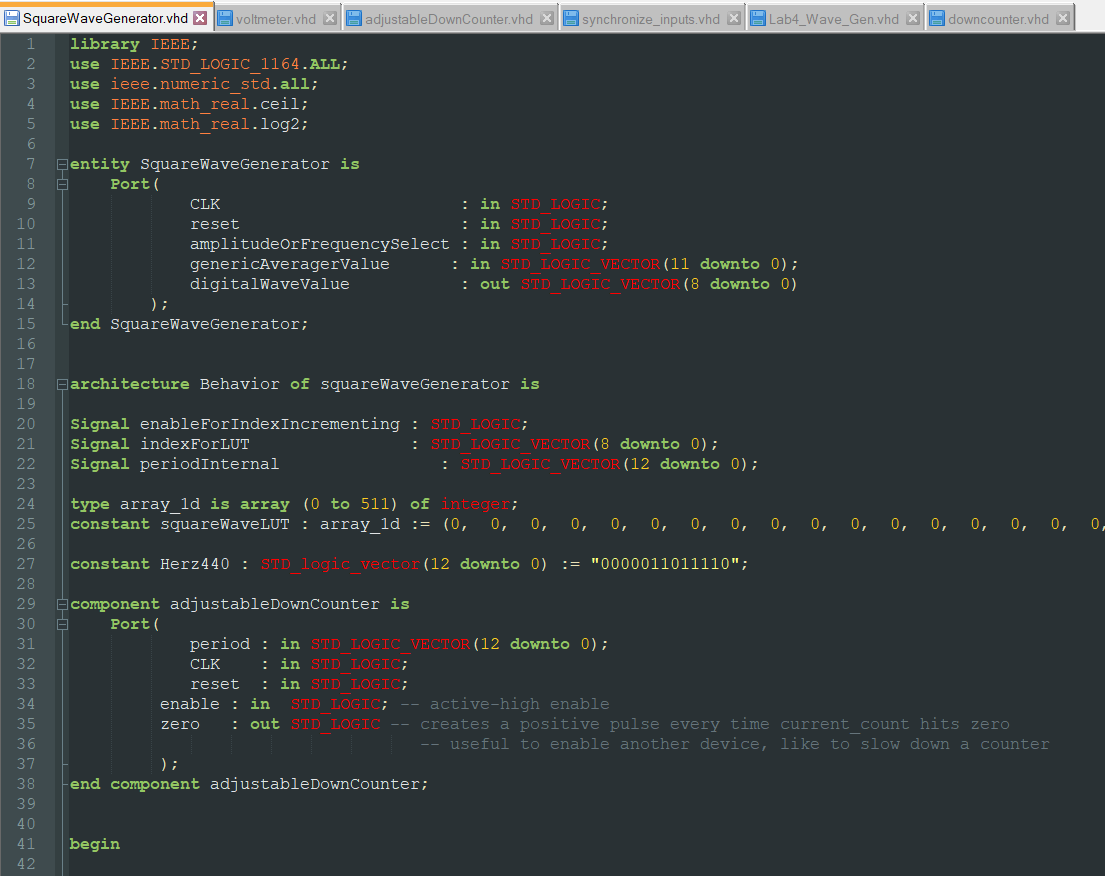 SquareWaveGenerator.vhd voltmeter.vhd adjustableDownCounter.vhd synchronize_inputs.vhd Lab4_Wave_Gen.vhd downcounter.vhd
1 library IEEE;
2 use IEEE.STD_LOGIC_1164.ALL;
3 use ieee.numeric_std.all;
4 use IEEE.math_real.ceil;
5 use IEEE.math_real.log2;
6
7 entity SquareWaveGenerator is
8 Port(
9 CLK : in STD_LOGIC;
10 reset : in STD_LOGIC;
11 amplitudeOrFrequencySelect : in STD_LOGIC;
12 genericAveragerValue : in STD_LOGIC_VECTOR(11 downto 0);
13 digitalWaveValue : out STD_LOGIC_VECTOR(8 downto 0)
14 );
15 end SquareWaveGenerator;
16
17
18 architecture Behavior of squareWaveGenerator is
19
20 Signal enableForIndexIncrementing : STD_LOGIC;
21 Signal indexForLUT : STD_LOGIC_VECTOR(8 downto 0);
22 Signal periodInternal : STD_LOGIC_VECTOR(12 downto 0);
23
24 type array_1d is array (0 to 511) of integer;
25 constant squareWaveLUT : array_1d := (0, 0, 0, 0, 0, 0, 0, 0, 0, 0, 0, 0, 0, 0, 0, 0, 0,
26
27 constant Herz440 : STD_logic_vector(12 downto 0) := "0000011011110";
28
29 component adjustableDownCounter is
30 Port(
31 period : in STD_LOGIC_VECTOR(12 downto 0);
32 CLK : in STD_LOGIC;
33 reset : in STD_LOGIC;
34 enable : in STD_LOGIC; -- active-high enable
35 zero : out STD_LOGIC -- creates a positive pulse every time current_count hits zero
36 -- useful to enable another device, like to slow down a counter
37 );
38 end component adjustableDownCounter;
39
40
41 begin
42